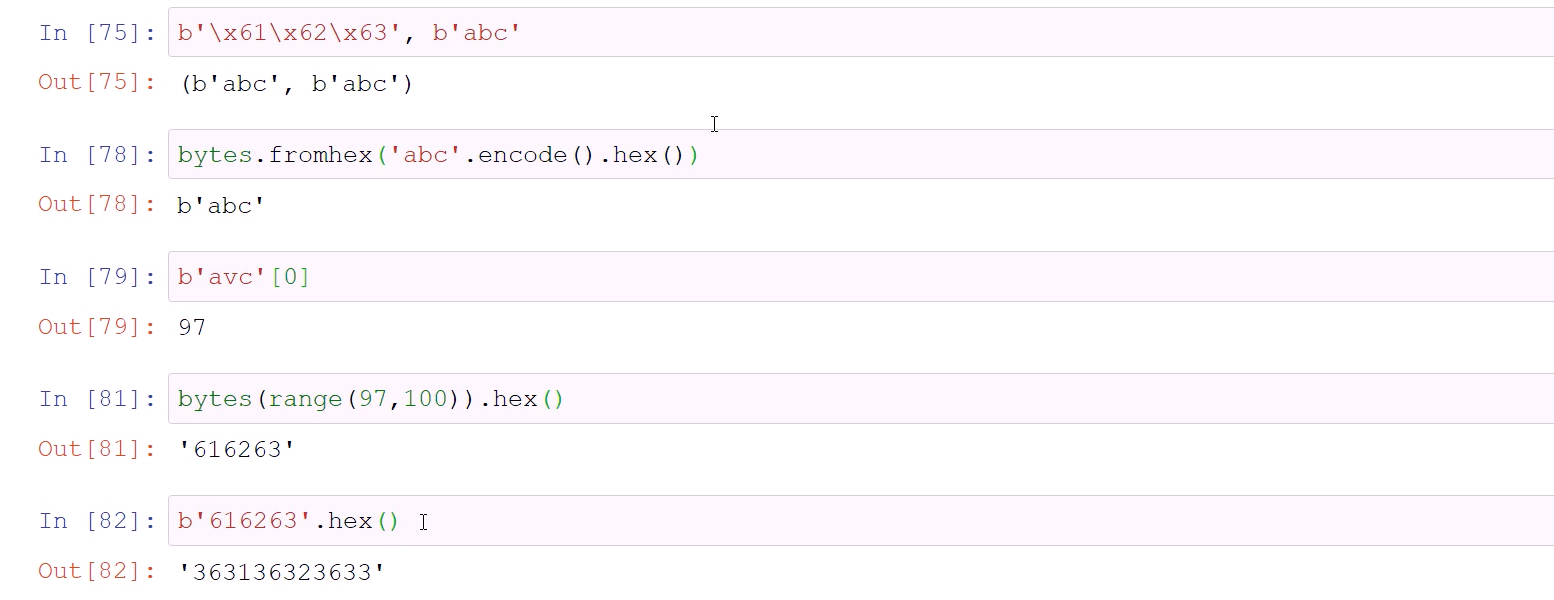 In [75]: b'\x61\x62\x63', b'abc'
Out[75]: (b'abc', b'abc')
In [78]: bytes.fromhex('abc'.encode().hex())
Out[78]: b'abc'
In [79]: b'avc'[0]
Out[79]: 97
In [81]: bytes(range(97,100)).hex()
Out[81]: '616263'
In [82]: b'616263'.hex()
Out[82]: '363136323633'